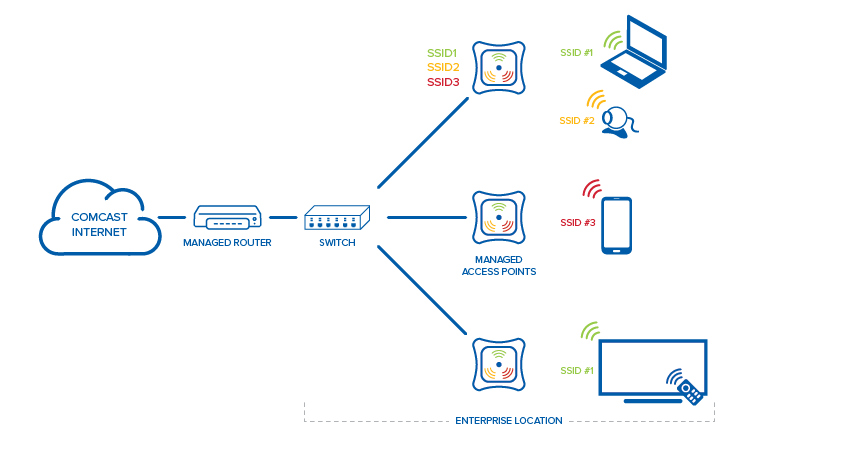 SSID1
SSID2
SSID3
SSID #1
SSID #2
COMCAST
INTERNET
MANAGED ROUTER
SWITCH
SSID #3
MANAGED
ACCESS POINTS
SSID #1
ENTERPRISE LOCATION